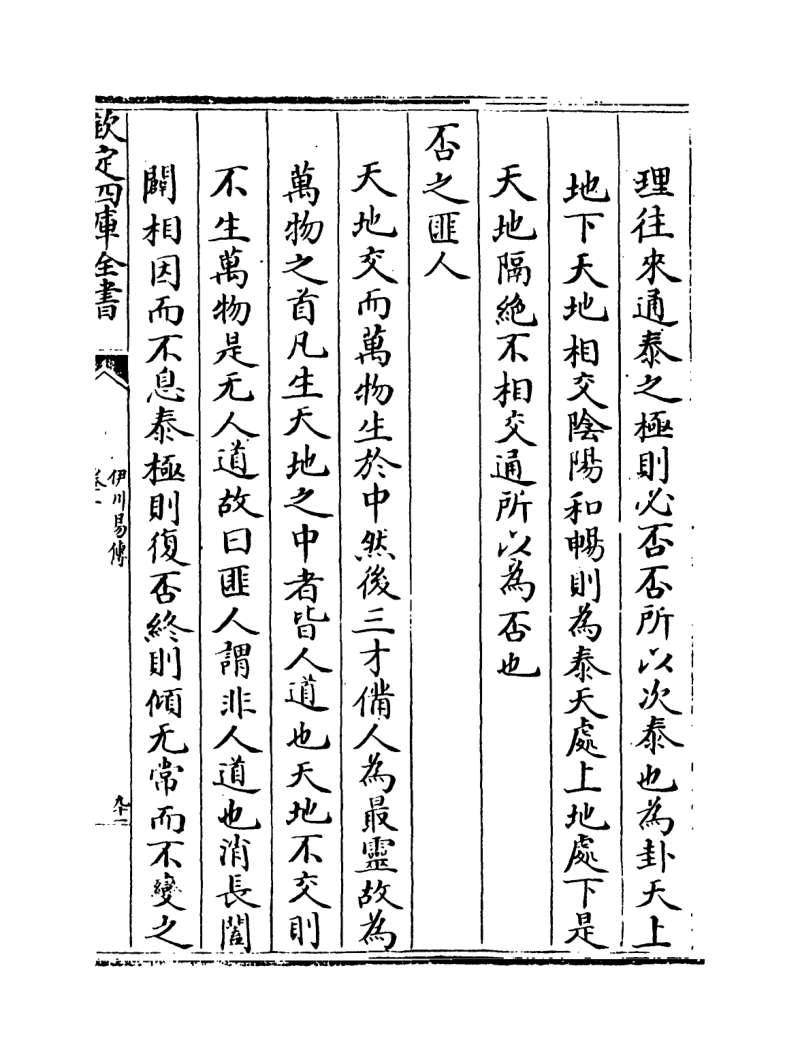 理往來通泰之極則必否否所以次泰也為卦天上
地下天地相交陰陽和暢則為泰天處上地處下是
天地隔絶不相交通所以為否也
否之匪人
天地交而萬物生於中然後三才備人為最靈故為
萬物之首凡生天地之中者皆人道也天地不交則
不生萬物是无人道故曰匪人謂非人道也消長闔
闢相因而不息泰極則復否終則傾无常而不變之
欽定四庫全書
伊川易傳